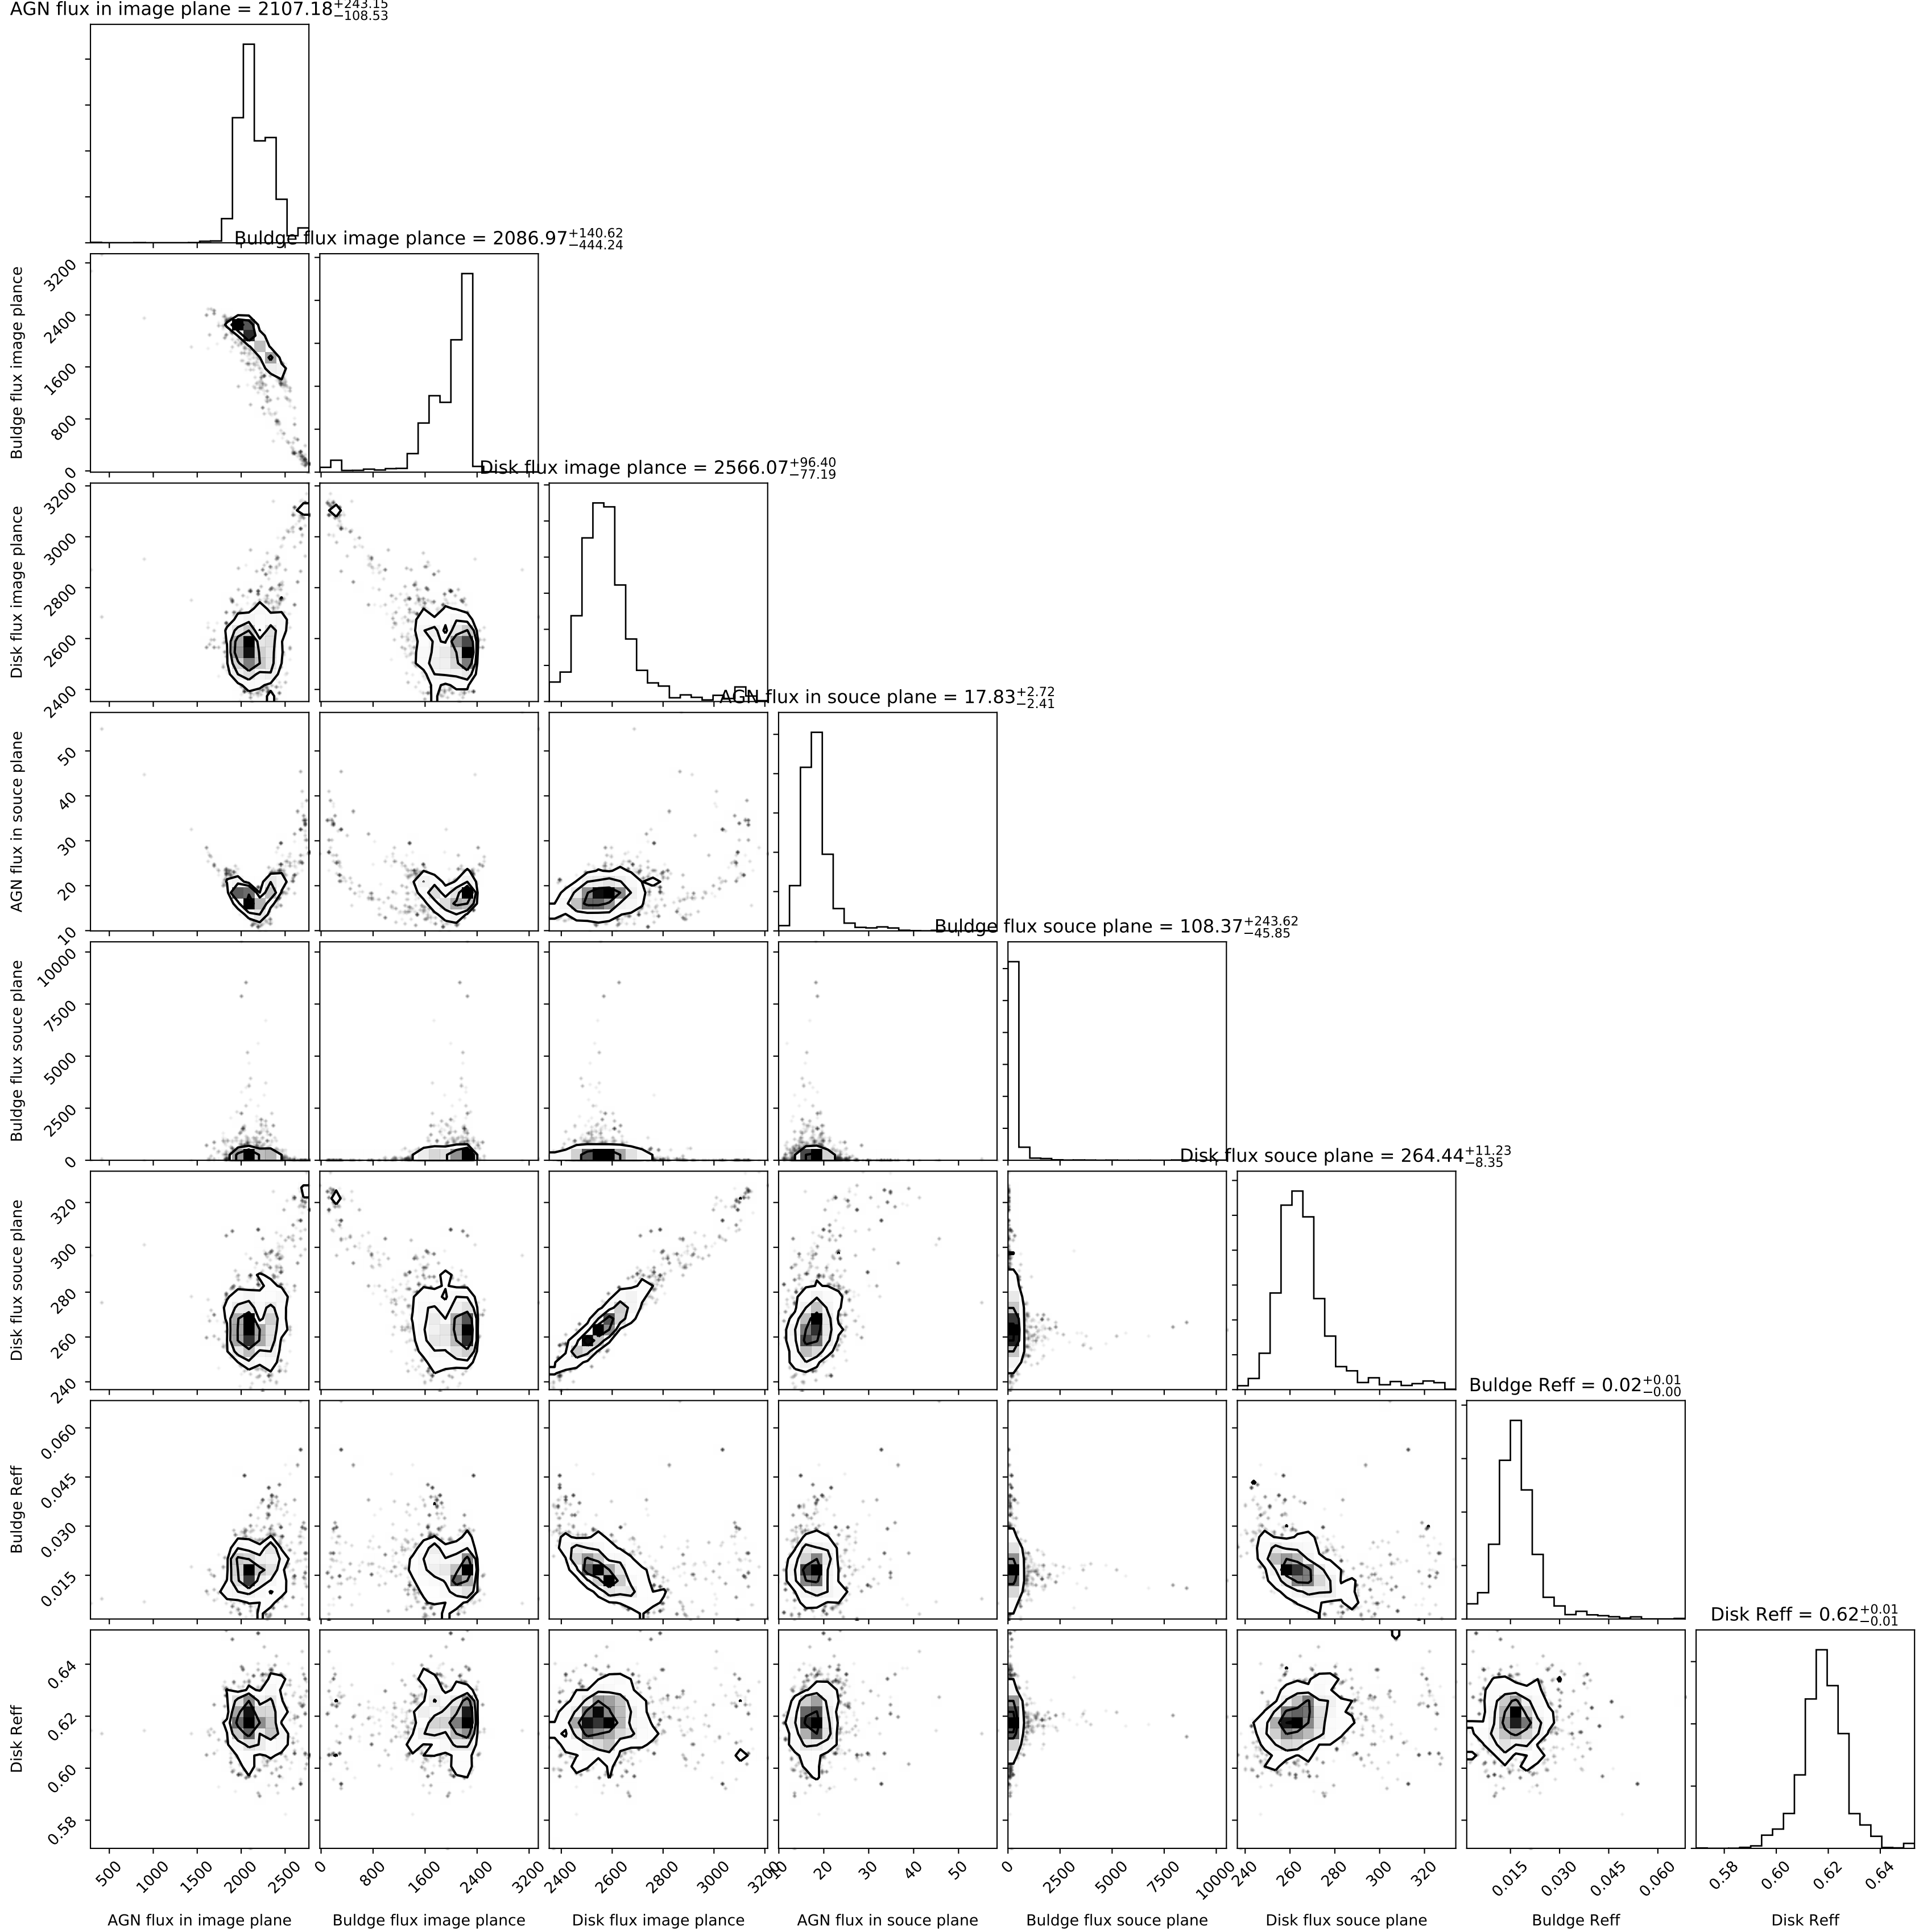 AGN flux in image plane = 2107.18+243.15−108.53
Buldge flux image plance = 2086.97+140.62−444.24
3200
2400
1600
800
0
Buldge flux image plance
Disk flux image plance = 2566.07+96.40−77.19
3200
3000
2800
2600
2400
Disk flux image plance
AGN flux in souce plane = 17.83+2.72−2.41
50
40
30
20
10
AGN flux in souce plane
Buldge flux souce plane = 108.37+243.62−45.85
10000
7500
5000
2500
0
Buldge flux souce plane
Disk flux souce plane = 264.44+11.23−8.35
320
300
280
260
240
Disk flux souce plane
Buldge Reff = 0.02+0.01−0.00
0.060
0.045
0.030
0.015
Buldge Reff
Disk Reff = 0.62+0.01−0.01
0.64
0.62
0.60
0.58
Disk Reff
500 1000 1500 2000 2500 0 800 1600 2400 3200 2400 2600 2800 3000 3200 10 20 30 40 50 0 2500 5000 7500 10000 240 260 280 300 320 0.015 0.030 0.045 0.060 0.58 0.60 0.62 0.64
AGN flux in image plane Buldge flux image plance Disk flux image plance AGN flux in souce plane Buldge flux souce plane Disk flux souce plane Buldge Reff Disk Reff